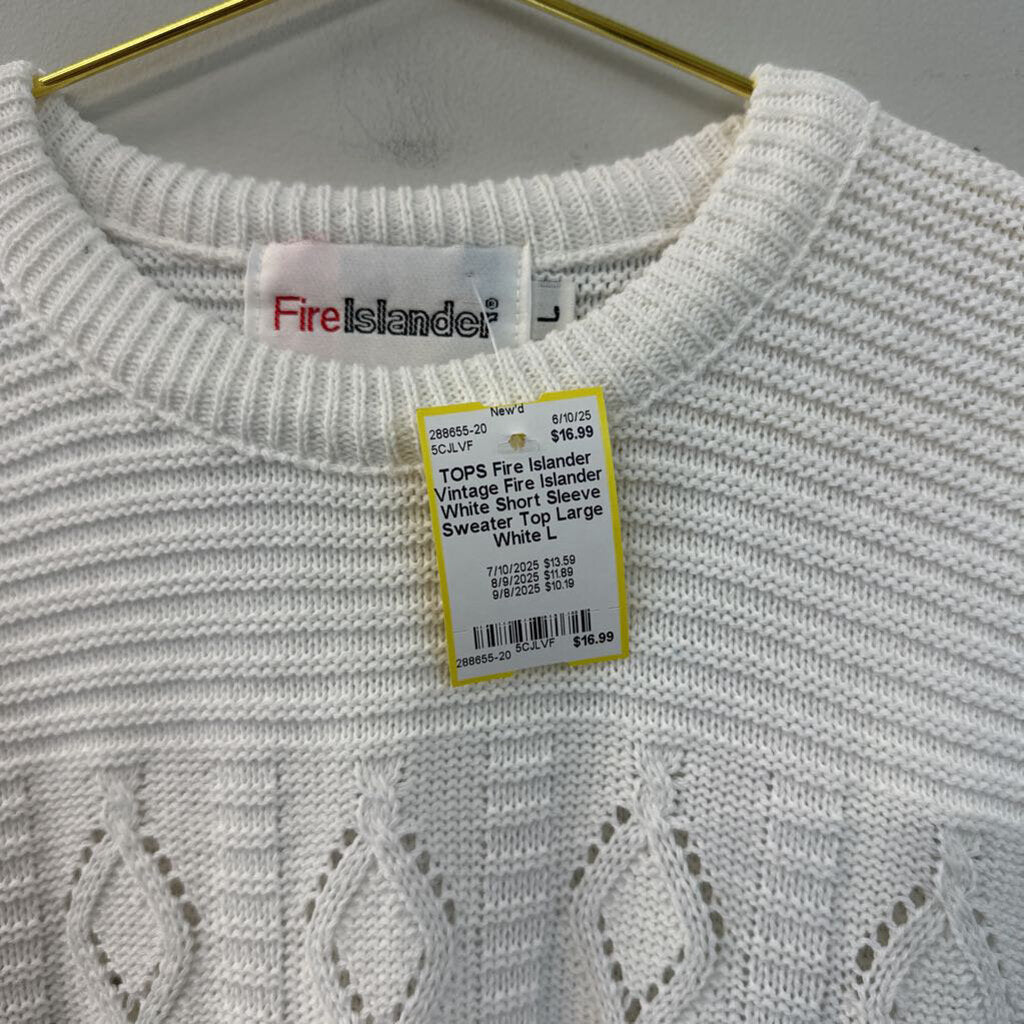 Fire Islander®
L
New'd
288655-20 6/10/25
5CJLVF $16.99
TOPS Fire Islander
Vintage Fire Islander
White Short Sleeve
Sweater Top Large
White L
7/10/2025 $13.59
8/9/2025 $11.89
9/8/2025 $10.19
288655-20 5CJLVF $16.99